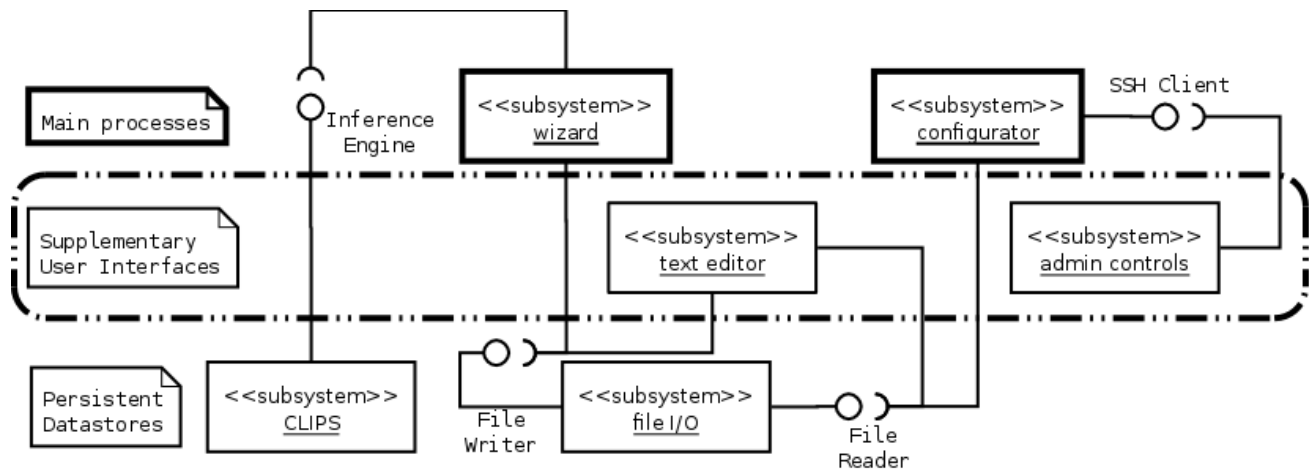 SSH Client
<<subsystem>>
wizard
<<subsystem>>
configurator
Main processes
Inference
Engine
Supplementary
User Interfaces
<<subsystem>>
text editor
<<subsystem>>
admin controls
Persistent
Datastores
<<subsystem>>
CLIPS
<<subsystem>>
file I/O
File
Writer
File
Reader